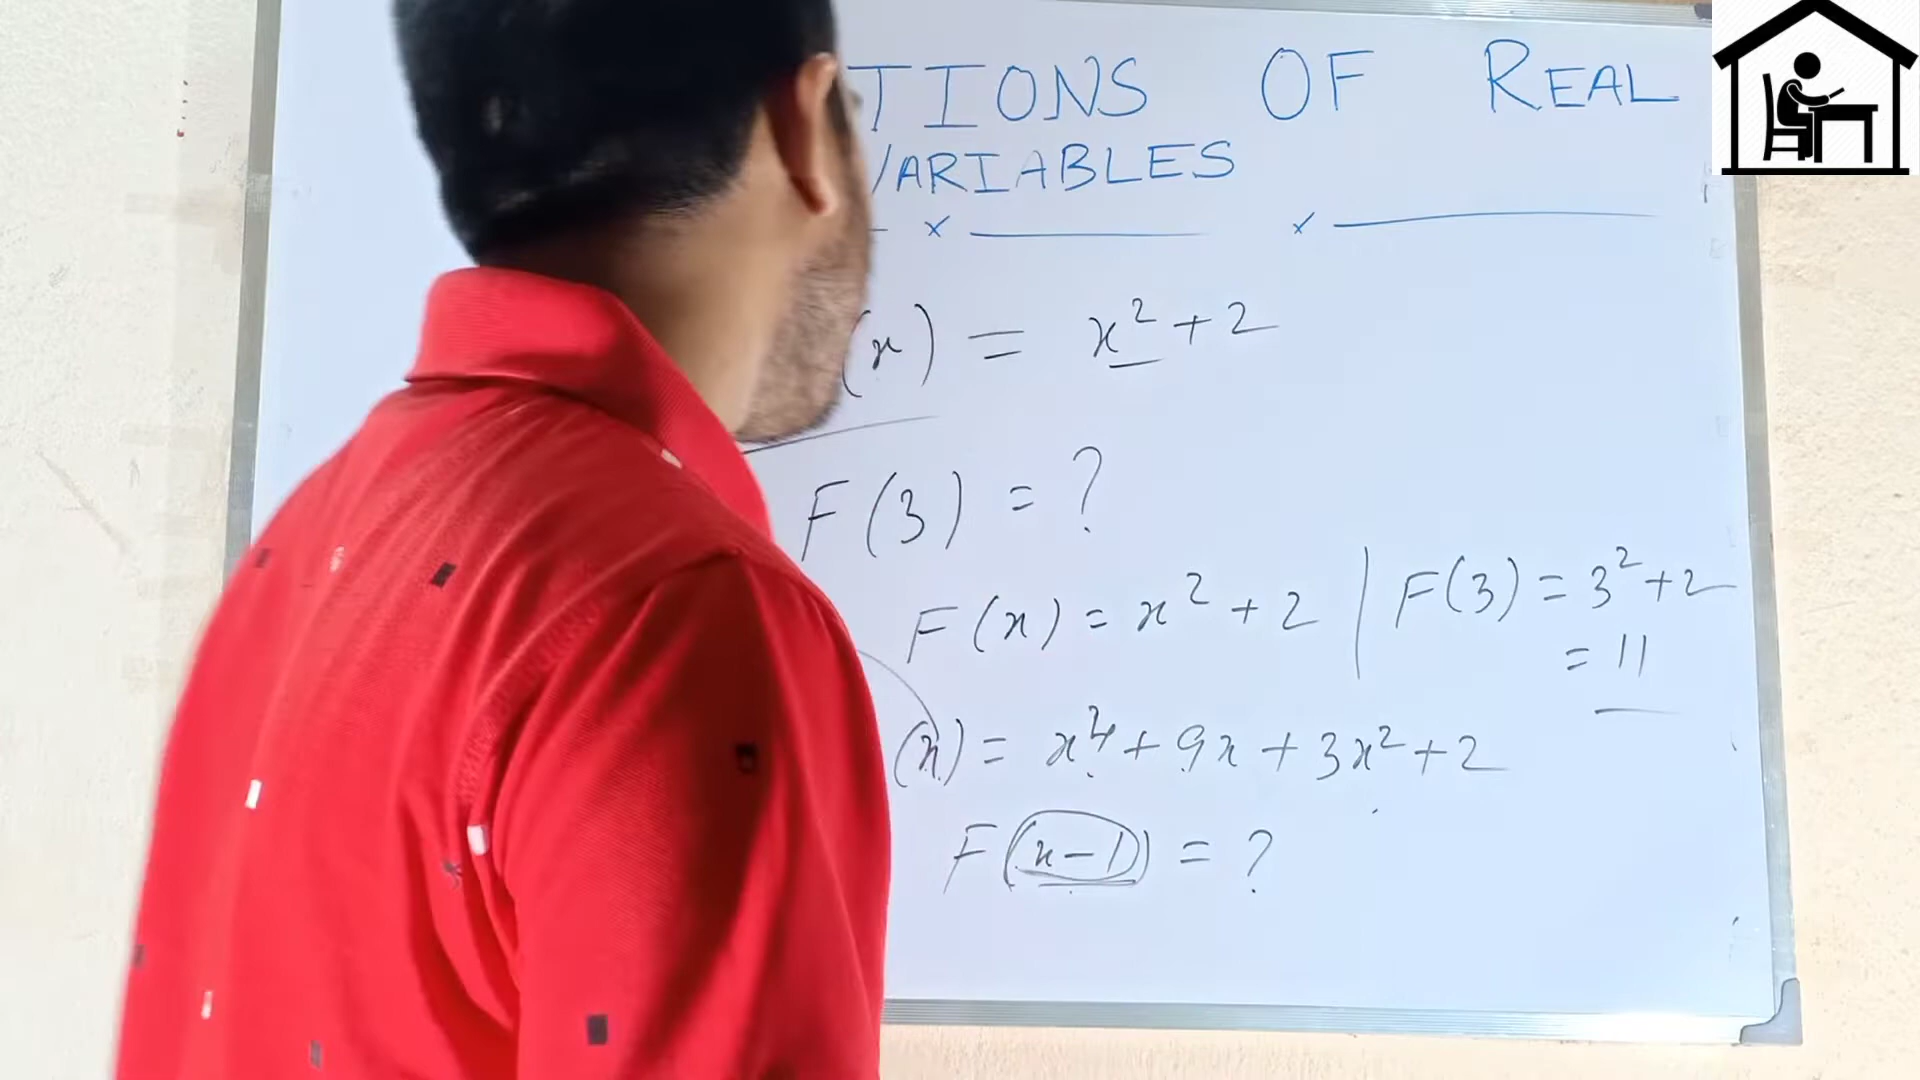 TIONS OF REAL
VARIABLES
x x
(x) = x² + 2
F(3) = ?
F(x) = x² + 2 | F(3) = 3² + 2
= 11
(x) = x⁴ + 9x + 3x² + 2
F(x-1) = ?